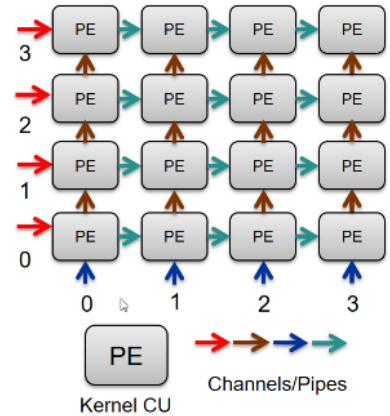 PE PE PE PE
3
PE PE PE PE
2
PE PE PE PE
1
PE PE PE PE
0
0 1 2 3
PE
Channels/Pipes
Kernel CU